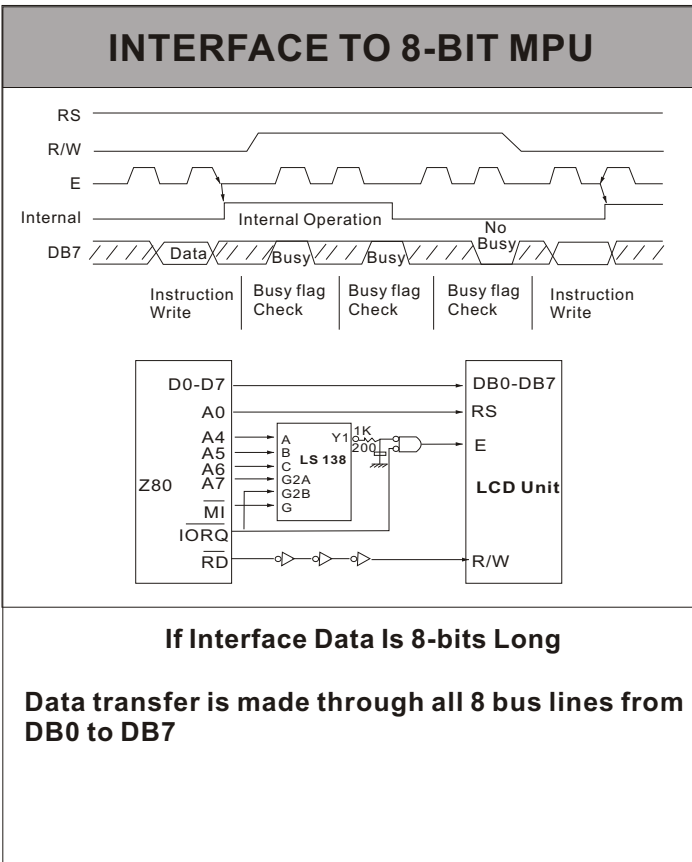 INTERFACE TO 8-BIT MPU
RS
R/W
E
Internal
Internal Operation
No
Busy
DB7
Data
Busy
Busy
Instruction
Write
Busy flag
Check
Busy flag
Check
Busy flag
Check
Instruction
Write
D0-D7
A0
A4
A5
A6
A7
Z80
MI
IORQ
RD
A
B
C
G2A
G2B
G
Y1
LS 138
1K
200
DB0-DB7
RS
E
LCD Unit
R/W
If Interface Data Is 8-bits Long
Data transfer is made through all 8 bus lines from
DB0 to DB7